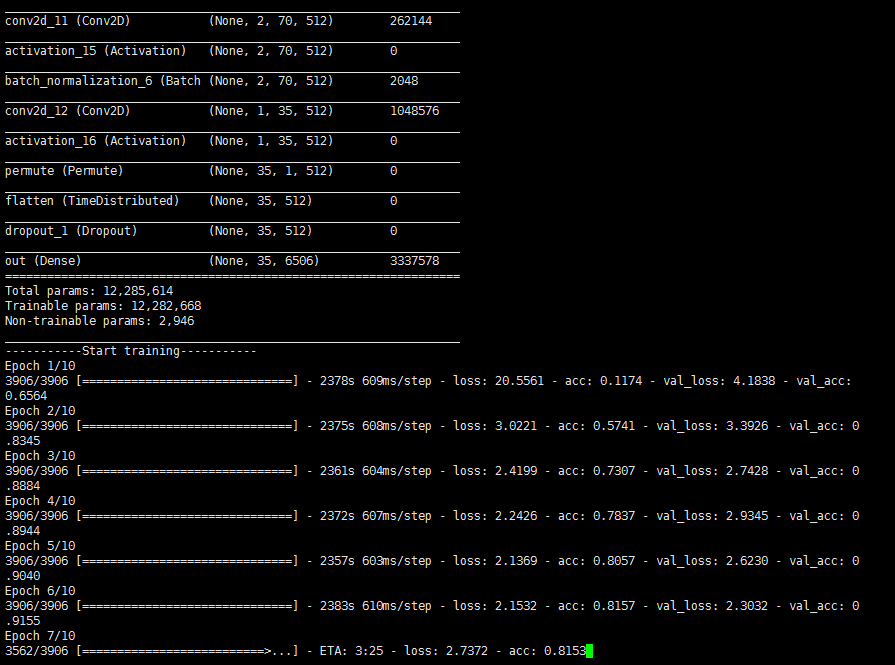 conv2d_11 (Conv2D) (None, 2, 70, 512) 262144
activation_15 (Activation) (None, 2, 70, 512) 0
batch_normalization_6 (Batch (None, 2, 70, 512) 2048
conv2d_12 (Conv2D) (None, 1, 35, 512) 1048576
activation_16 (Activation) (None, 1, 35, 512) 0
permute (Permute) (None, 35, 1, 512) 0
flatten (TimeDistributed) (None, 35, 512) 0
dropout_1 (Dropout) (None, 35, 512) 0
out (Dense) (None, 35, 6506) 3337578
=================================================================
Total params: 12,285,614
Trainable params: 12,282,668
Non-trainable params: 2,946
-----------Start training-----------
Epoch 1/10
3906/3906 [==============================] - 2378s 609ms/step - loss: 20.5561 - acc: 0.1174 - val_loss: 4.1838 - val_acc:
0.6564
Epoch 2/10
3906/3906 [==============================] - 2375s 608ms/step - loss: 3.0221 - acc: 0.5741 - val_loss: 3.3926 - val_acc: 0
.8345
Epoch 3/10
3906/3906 [==============================] - 2361s 604ms/step - loss: 2.4199 - acc: 0.7307 - val_loss: 2.7428 - val_acc: 0
.8884
Epoch 4/10
3906/3906 [==============================] - 2372s 607ms/step - loss: 2.2426 - acc: 0.7837 - val_loss: 2.9345 - val_acc: 0
.8944
Epoch 5/10
3906/3906 [==============================] - 2357s 603ms/step - loss: 2.1369 - acc: 0.8057 - val_loss: 2.6230 - val_acc: 0
.9040
Epoch 6/10
3906/3906 [==============================] - 2383s 610ms/step - loss: 2.1532 - acc: 0.8157 - val_loss: 2.3032 - val_acc: 0
.9155
Epoch 7/10
3562/3906 [==========================>...] - ETA: 3:25 - loss: 2.7372 - acc: 0.8153